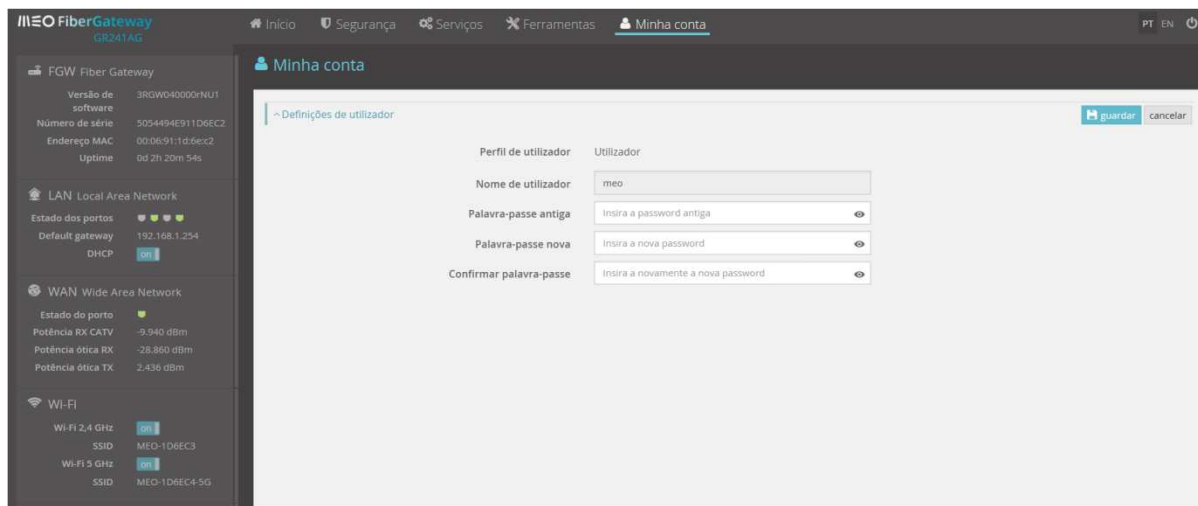 MEO FiberGateway
GR241AG
Início Segurança Serviços Ferramentas Minha conta
PT EN
FGW Fiber Gateway
Versão de software 3RGW040000rNU1
Número de série 5054494E911D6EC2
Endereço MAC 00:06:91:1d:6e:c2
Uptime 0d 2h 20m 54s
LAN Local Area Network
Estado dos portos
Default gateway 192.168.1.254
DHCP on
WAN Wide Area Network
Estado do porto
Potência RX CATV -9.940 dBm
Potência ótica RX -28.860 dBm
Potência ótica TX 2.436 dBm
Wi-Fi
Wi-Fi 2,4 GHz on
SSID MEO-1D6EC3
Wi-Fi 5 GHz on
SSID MEO-1D6EC4-5G
Minha conta
Definições de utilizador
guardar cancelar
Perfil de utilizador Utilizador
Nome de utilizador meo
Palavra-passe antiga Insira a password antiga
Palavra-passe nova Insira a nova password
Confirmar palavra-passe Insira a novamente a nova password